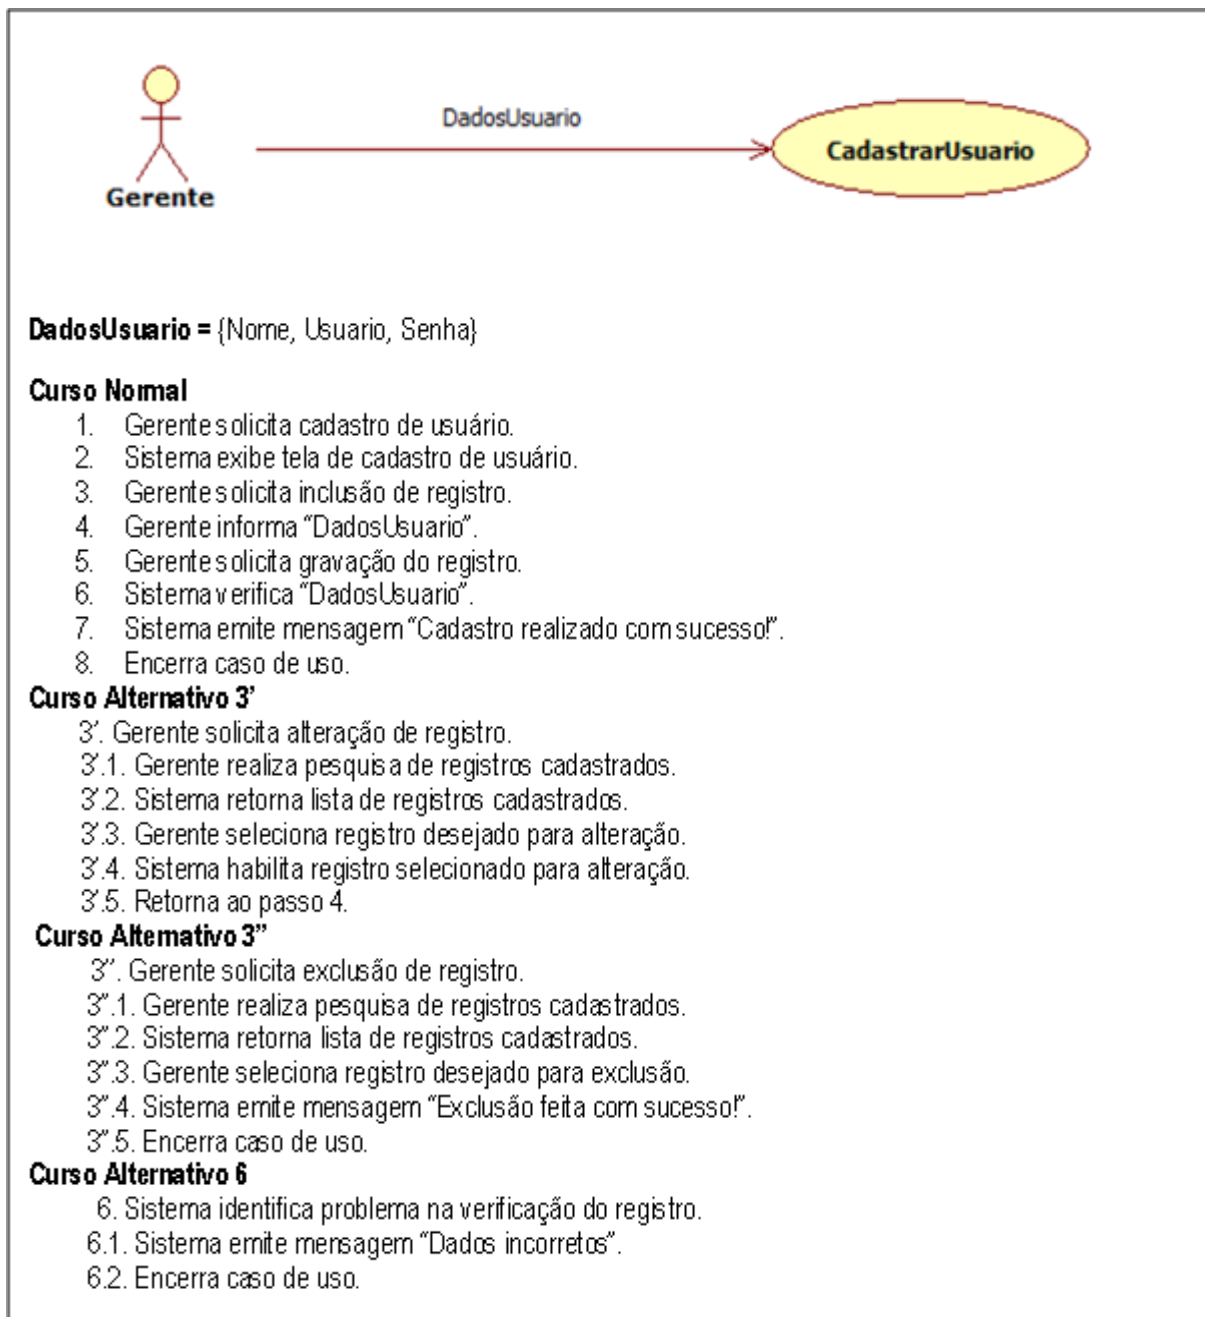 DadosUsuario
CadastrarUsuario
Gerente
DadosUsuario = {Nome, Usuario, Senha}
Curso Normal
1. Gerente solicita cadastro de usuário.
2. Sistema exibe tela de cadastro de usuário.
3. Gerente solicita inclusão de registro.
4. Gerente informa “DadosUsuario”.
5. Gerente solicita gravação do registro.
6. Sistema verifica “DadosUsuario”.
7. Sistema emite mensagem “Cadastro realizado com sucesso!”.
8. Encerra caso de uso.
Curso Alternativo 3’
3’. Gerente solicita alteração de registro.
3’.1. Gerente realiza pesquisa de registros cadastrados.
3’.2. Sistema retorna lista de registros cadastrados.
3’.3. Gerente seleciona registro desejado para alteração.
3’.4. Sistema habilita registro selecionado para alteração.
3’.5. Retorna ao passo 4.
Curso Alternativo 3”
3”. Gerente solicita exclusão de registro.
3”.1. Gerente realiza pesquisa de registros cadastrados.
3”.2. Sistema retorna lista de registros cadastrados.
3”.3. Gerente seleciona registro desejado para exclusão.
3”.4. Sistema emite mensagem “Exclusão feita com sucesso!”.
3”.5. Encerra caso de uso.
Curso Alternativo 6
6. Sistema identifica problema na verificação do registro.
6.1. Sistema emite mensagem “Dados incorretos”.
6.2. Encerra caso de uso.